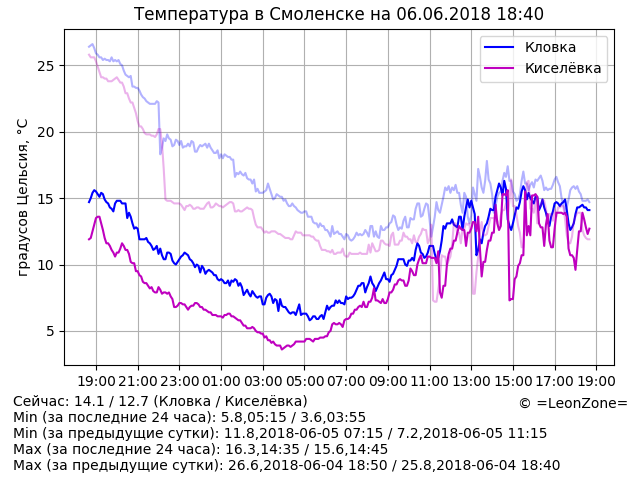 Температура в Смоленске на 06.06.2018 18:40
Кловка
Киселёвка
градусов Цельсия, °C
25
20
15
10
5
19:00 21:00 23:00 01:00 03:00 05:00 07:00 09:00 11:00 13:00 15:00 17:00 19:00
Сейчас: 14.1 / 12.7 (Кловка / Киселёвка)
© =LeonZone=
Min (за последние 24 часа): 5.8,05:15 / 3.6,03:55
Min (за предыдущие сутки): 11.8,2018-06-05 07:15 / 7.2,2018-06-05 11:15
Max (за последние 24 часа): 16.3,14:35 / 15.6,14:45
Max (за предыдущие сутки): 26.6,2018-06-04 18:50 / 25.8,2018-06-04 18:40